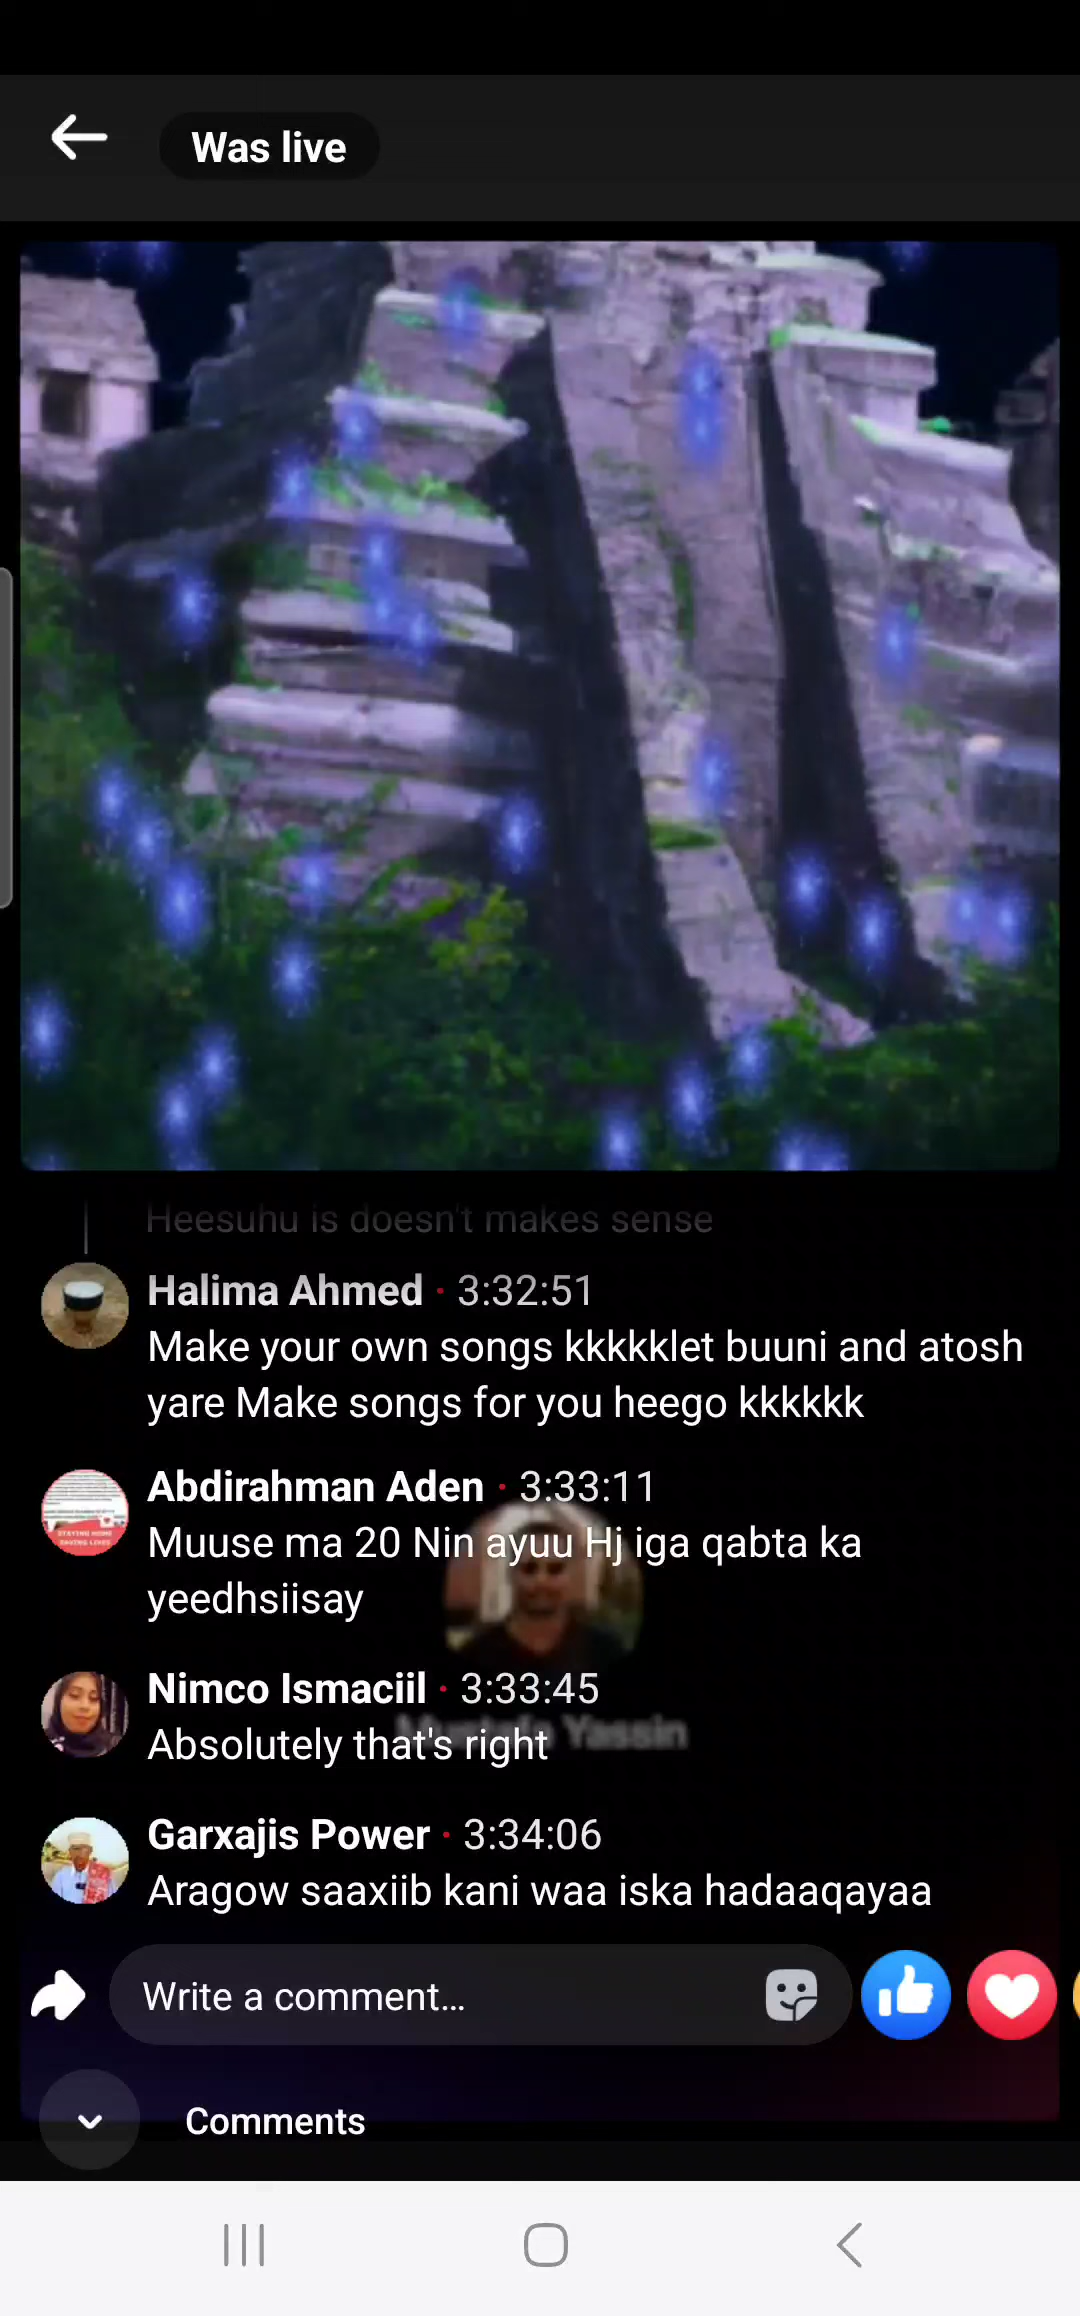 Was live
Heesuhu is doesn't makes sense
Halima Ahmed · 3:32:51
Make your own songs kkkkklet buuni and atosh
yare Make songs for you heego kkkkkk
Abdirahman Aden · 3:33:11
Muuse ma 20 Nin ayuu Hj iga qabta ka
yeedhsiisay
Nimco Ismaciil · 3:33:45
Absolutely that's right
Yassin
Garxajis Power · 3:34:06
Aragow saaxiib kani waa iska hadaaqayaa
Write a comment...
Comments